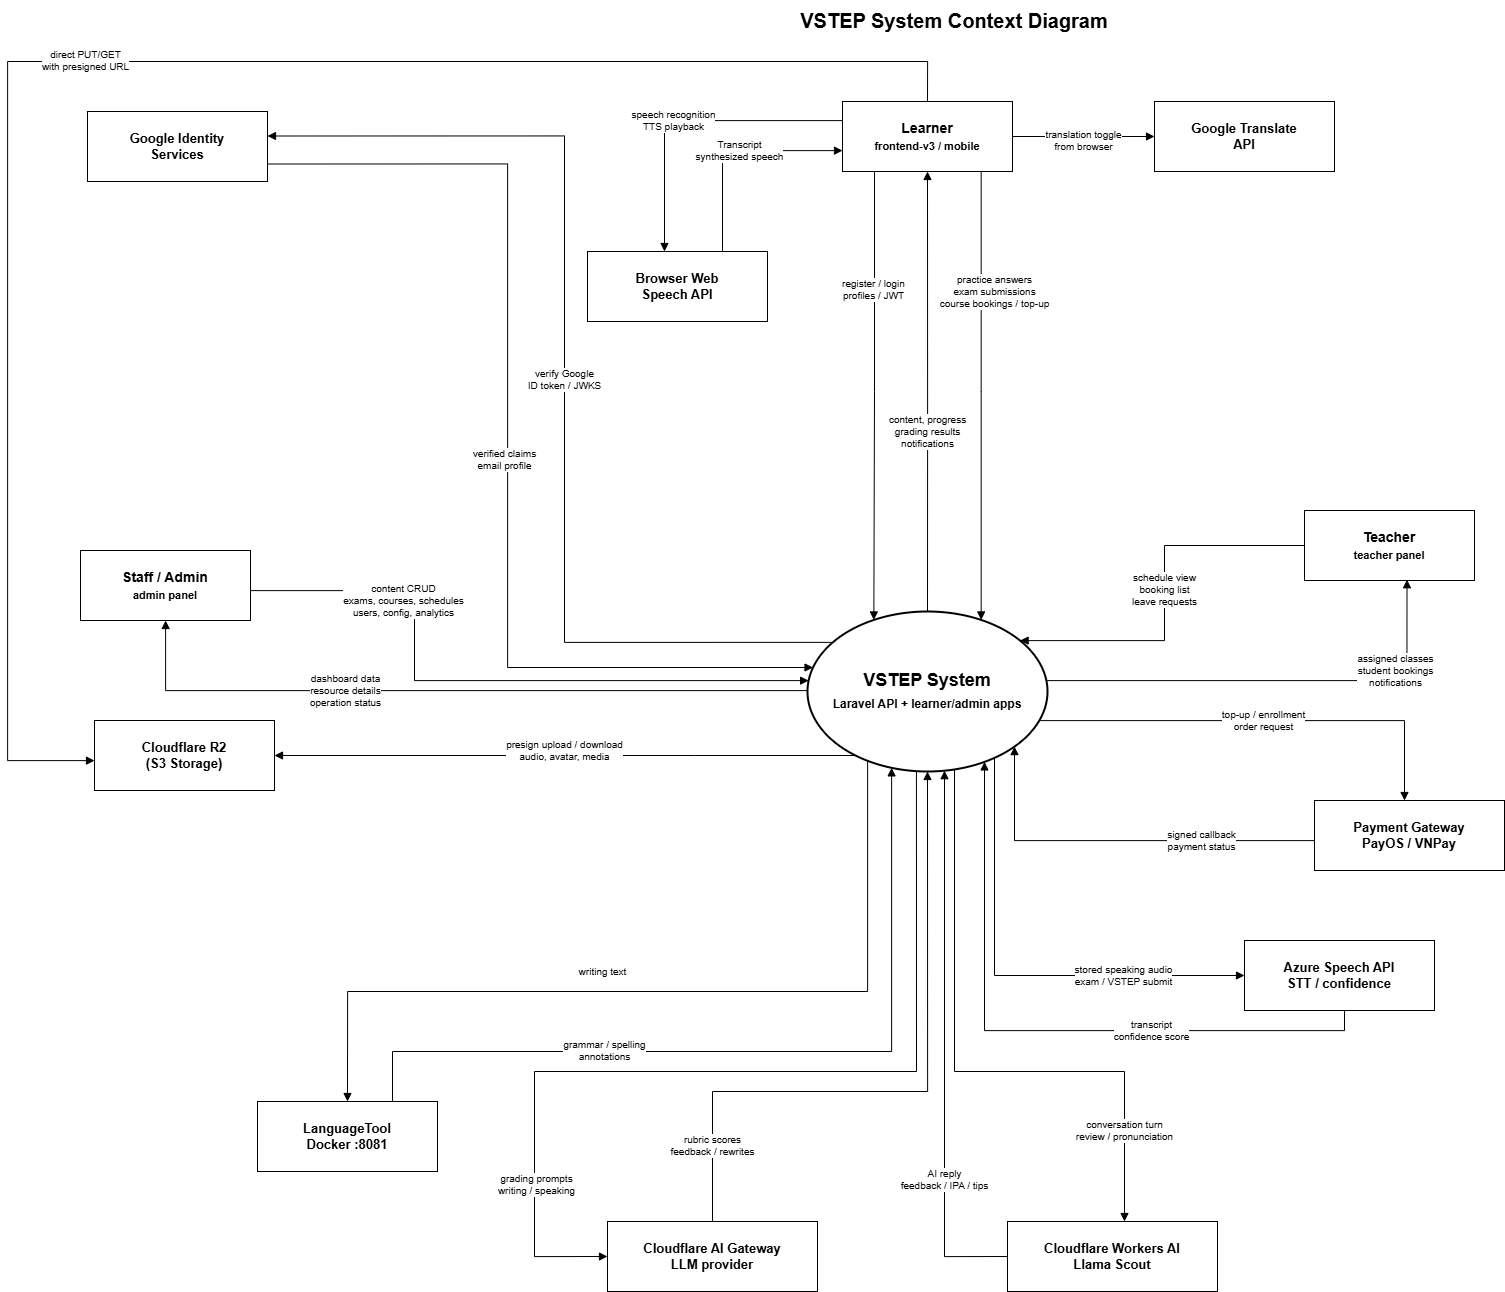 VSTEP System Context Diagram
direct PUT/GET
with presigned URL
Google Identity
Services
speech recognition
TTS playback
Transcript
synthesized speech
Learner
frontend-v3 / mobile
translation toggle
from browser
Google Translate
API
Browser Web
Speech API
register / login
profiles / JWT
practice answers
exam submissions
course bookings / top-up
verify Google
ID token / JWKS
content, progress
grading results
notifications
verified claims
email profile
Teacher
teacher panel
Staff / Admin
admin panel
content CRUD
exams, courses, schedules
users, config, analytics
schedule view
booking list
leave requests
dashboard data
resource details
operation status
VSTEP System
Laravel API + learner/admin apps
assigned classes
student bookings
notifications
Cloudflare R2
(S3 Storage)
presign upload / download
audio, avatar, media
top-up / enrollment
order request
Payment Gateway
PayOS / VNPay
signed callback
payment status
writing text
stored speaking audio
exam / VSTEP submit
Azure Speech API
STT / confidence
transcript
confidence score
grammar / spelling
annotations
LanguageTool
Docker :8081
rubric scores
feedback / rewrites
conversation turn
review / pronunciation
grading prompts
writing / speaking
AI reply
feedback / IPA / tips
Cloudflare AI Gateway
LLM provider
Cloudflare Workers AI
Llama Scout